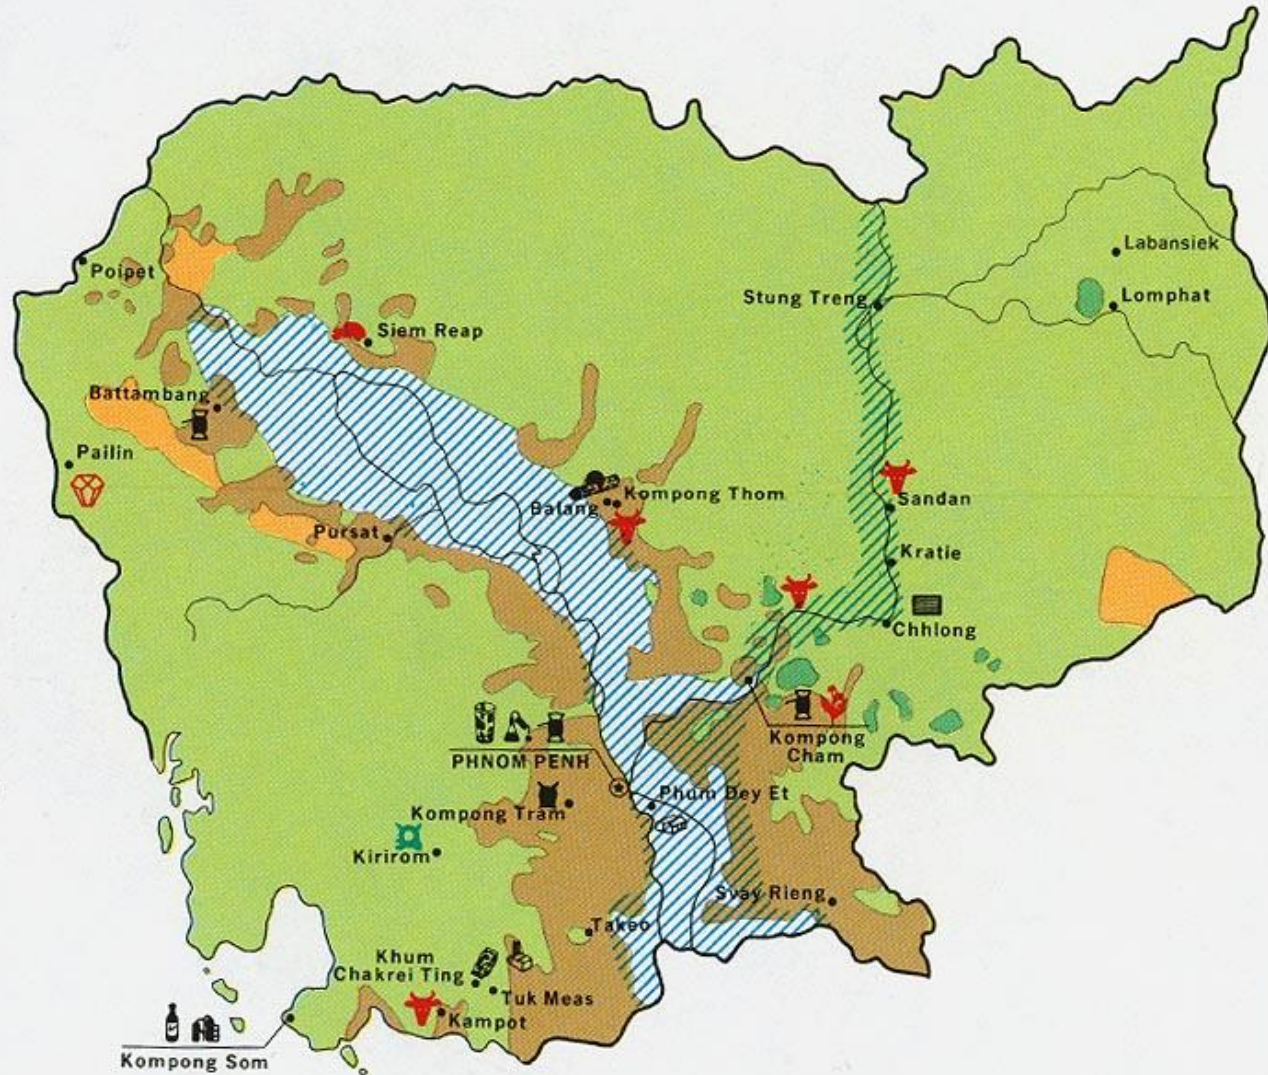 Labansiek
Poipet
Stung Treng
Lomphat
Siem Reap
Battambang
Pailin
Kompong Thom
Balang
Sandan
Pursat
Kratie
Chhlong
Kompong
Cham
PHNOM PENH
Phum Dey Et
Kompong Tram
Kirirom
Svay Rieng
Takeo
Khum
Chakrei Ting
Tuk Meas
Kampot
Kompong Som